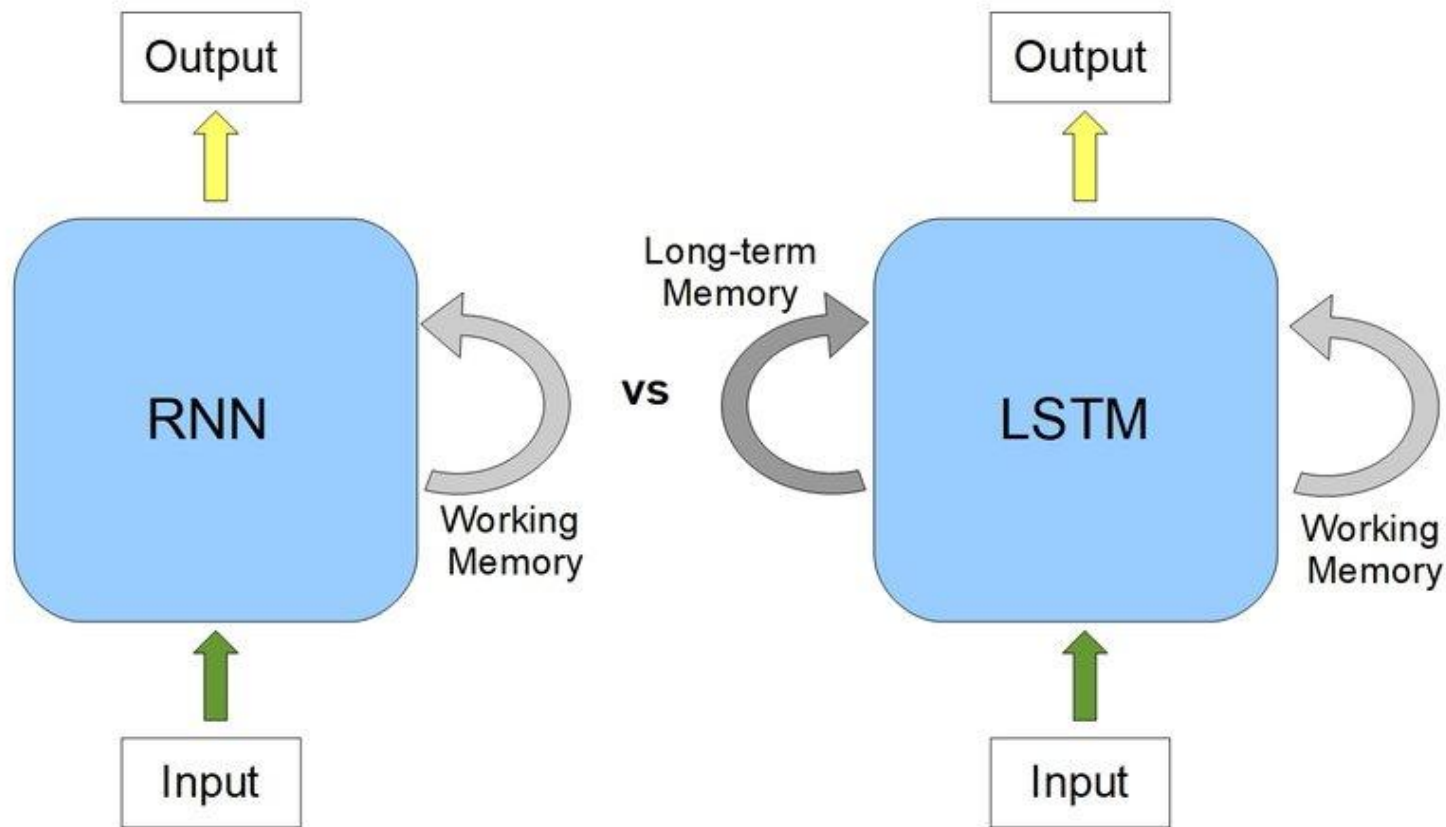 Output
RNN
Working
Memory
Input
vs
Output
Long-term
Memory
LSTM
Working
Memory
Input